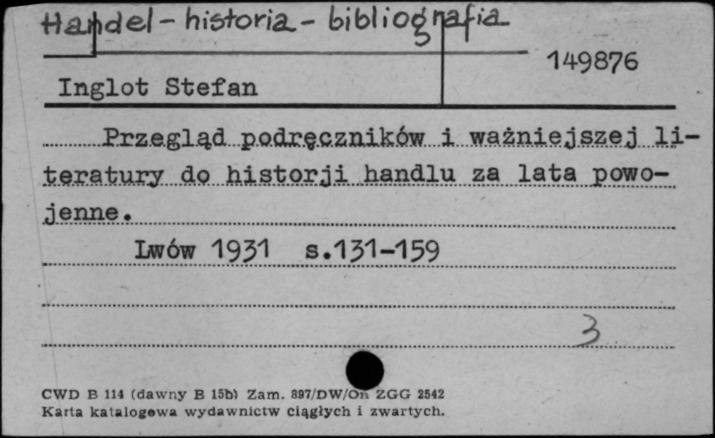 Handel - historia - bibliografia
149876
Inglot Stefan
Przegląd podręczników i ważniejszej li-
teratury do historji handlu za lata powo-
jenne.
Lwów 1931 s.131-159
3
CWD B 114 (dawny B 15b) Zam. 897/DW/On ZGG 2542
Karta katalogowa wydawnictw ciągłych i zwartych.